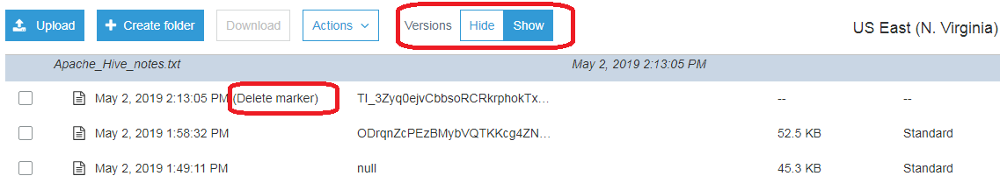 Upload + Create folder Download Actions Versions Hide Show US East (N. Virginia)
Apache_Hive_notes.txt May 2, 2019 2:13:05 PM
May 2, 2019 2:13:05 PM (Delete marker) TI_3Zyq0ejvCbbsoRCRkrphokTx... -- --
May 2, 2019 1:58:32 PM ODrqnZcPEzBMybVQTKKcg4ZN... 52.5 KB Standard
May 2, 2019 1:49:11 PM null 45.3 KB Standard